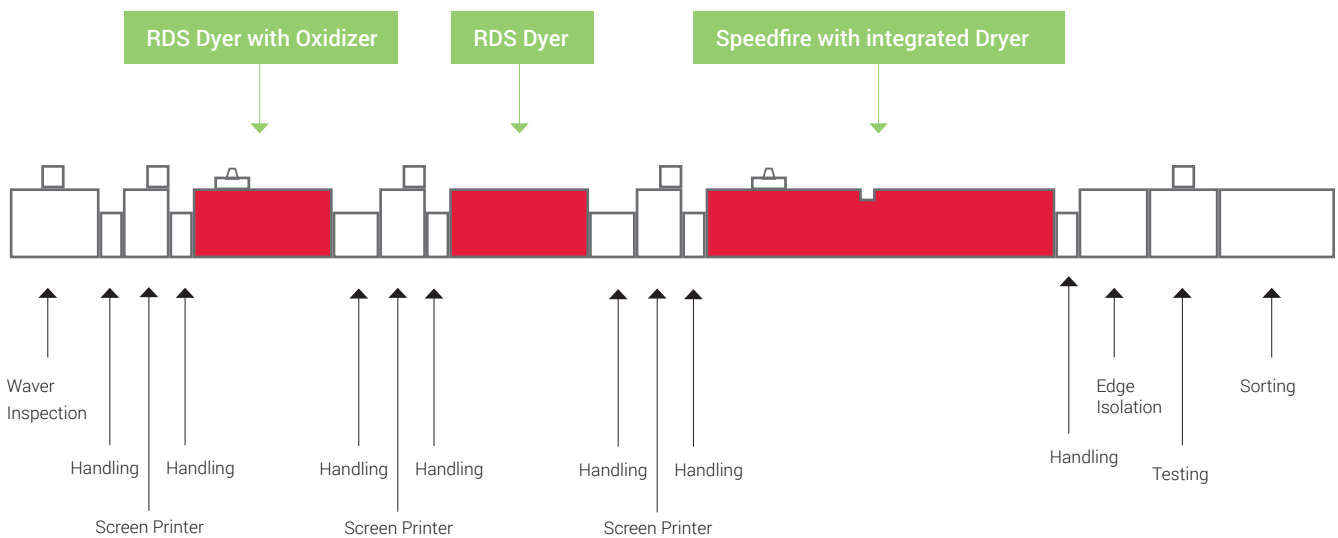 RDS Dyer with Oxidizer
RDS Dyer
Speedfire with integrated Dryer
Waver
Inspection
Handling
Screen Printer
Handling
Handling
Screen Printer
Handling
Handling
Screen Printer
Handling
Handling
Edge
Isolation
Testing
Sorting